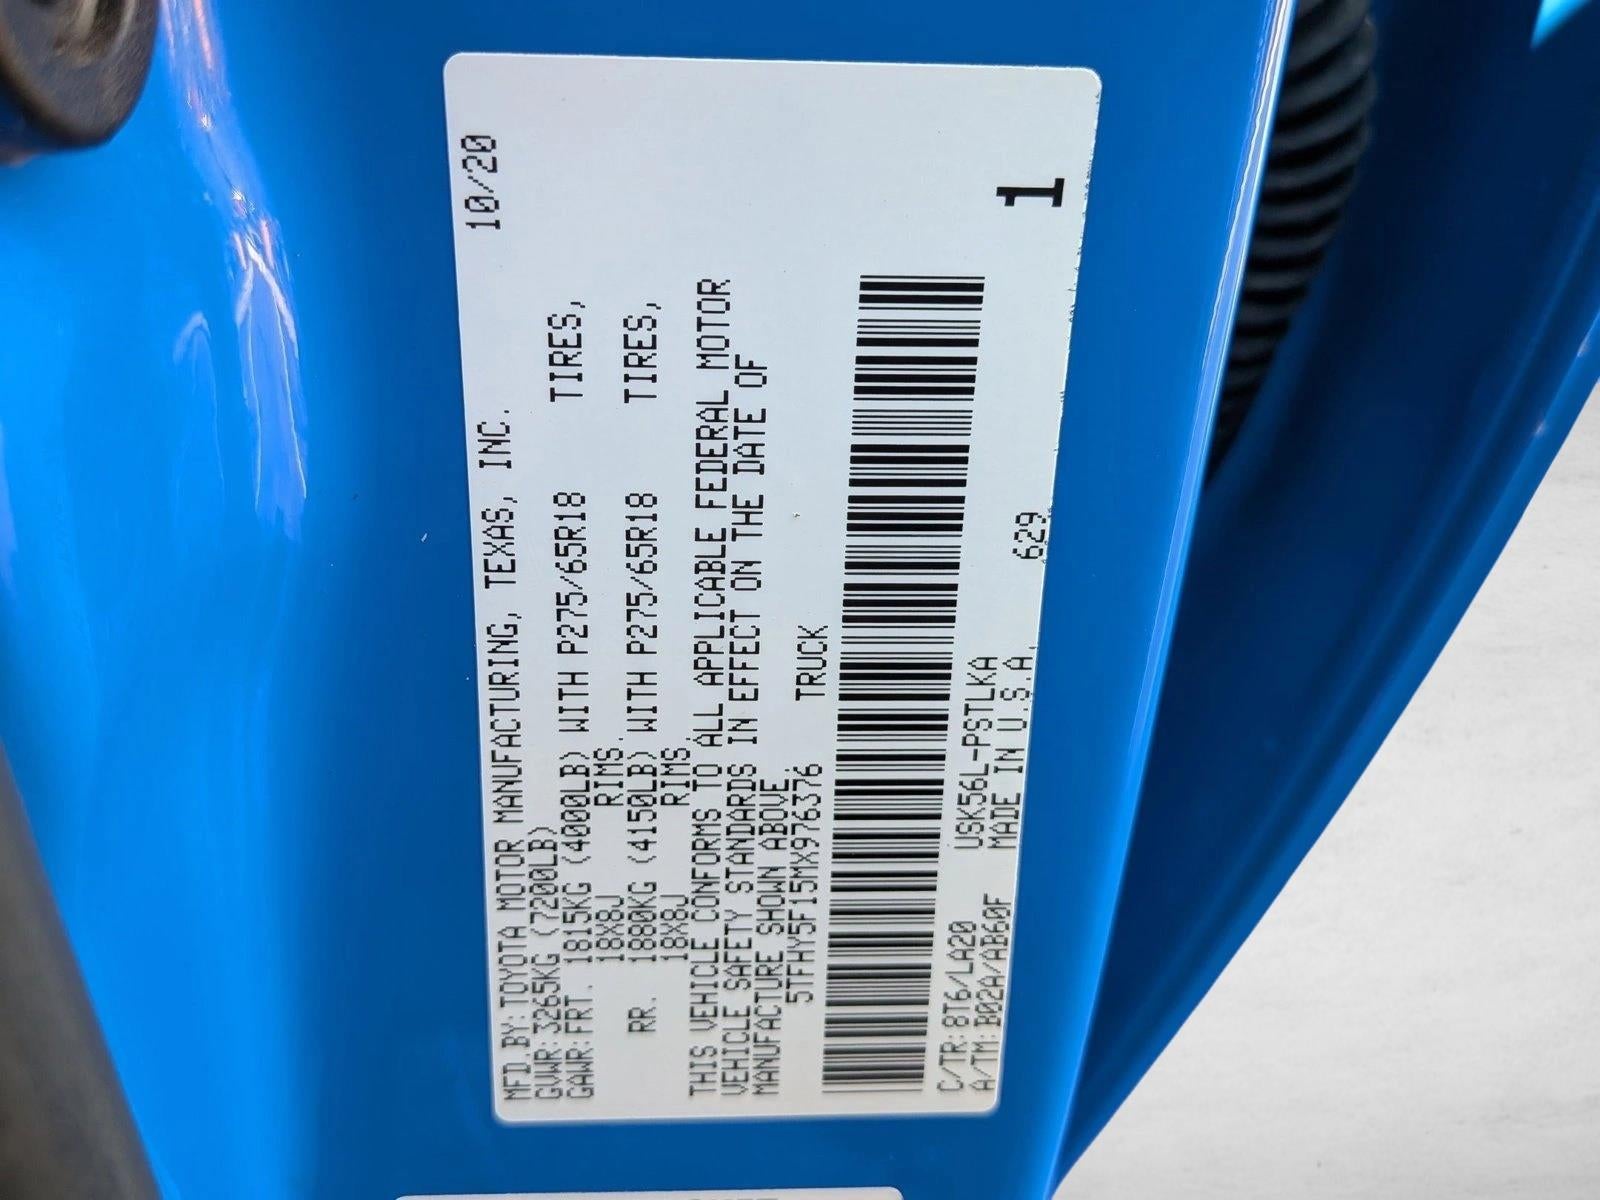 MFD.BY: TOYOTA MOTOR MANUFACTURING, TEXAS, INC. 10/20
GVWR: 3265KG (7200LB)
GAWR: FRT. 1815KG (4000LB) WITH P275/65R18 TIRES,
18X8J RIMS.
RR. 1880KG (4150LB) WITH P275/65R18 TIRES,
18X8J RIMS.
THIS VEHICLE CONFORMS TO ALL APPLICABLE FEDERAL MOTOR
VEHICLE SAFETY STANDARDS IN EFFECT ON THE DATE OF
MANUFACTURE SHOWN ABOVE.
5TFHY5F15MX976376 TRUCK
C/TR: 8T6/LA20 USK56L-PSTLKA
A/TM: B02A/AB60F MADE IN U.S.A. 629
1